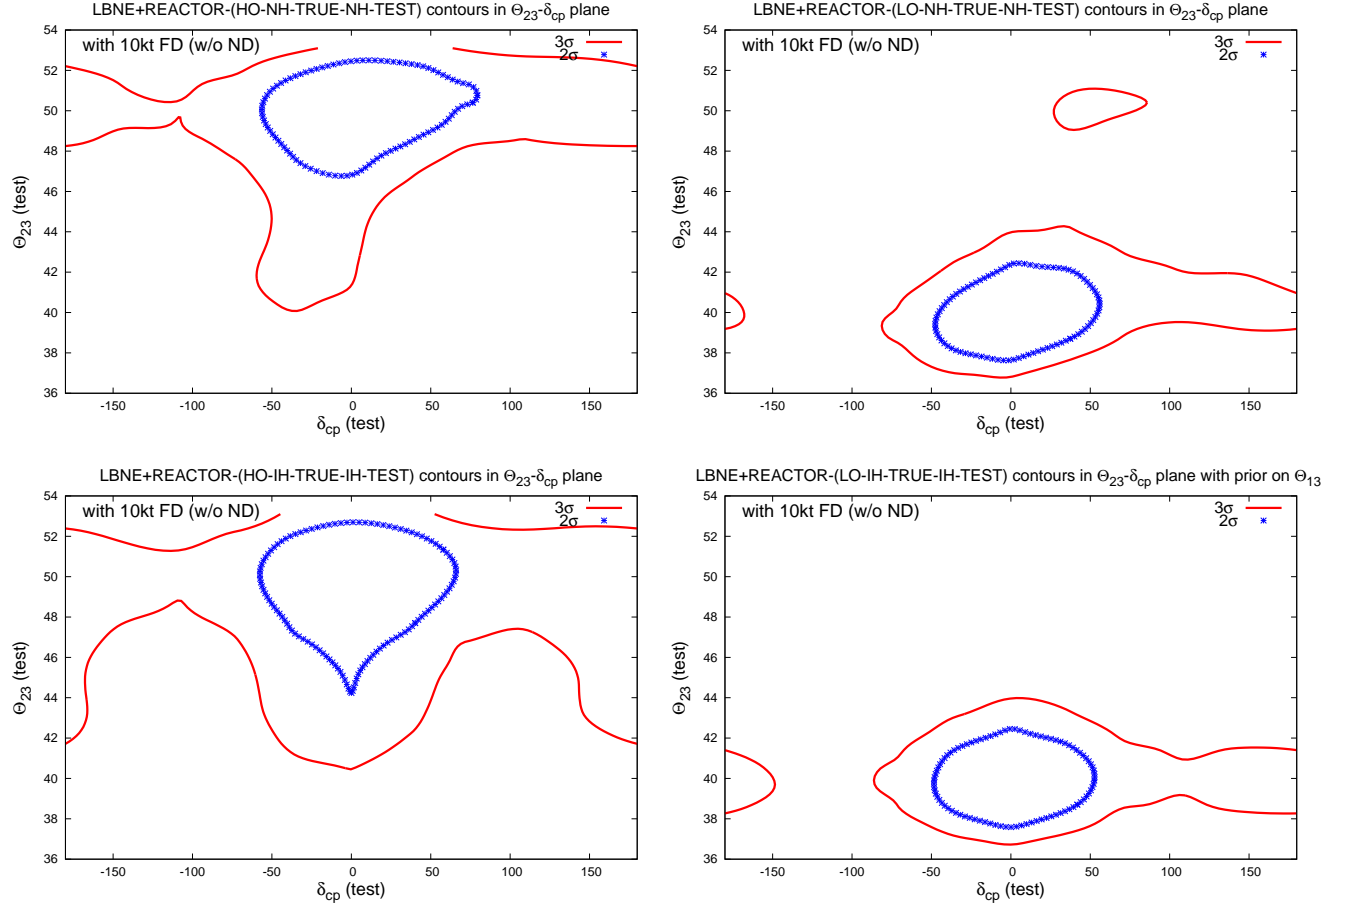 LBNE+REACTOR-(HO-NH-TRUE-NH-TEST) contours in Θ23-δcp plane
with 10kt FD (w/o ND)
3σ
2σ
54
52
50
48
46
44
42
40
38
36
Θ23 (test)
-150 -100 -50 0 50 100 150
δcp (test)
LBNE+REACTOR-(LO-NH-TRUE-NH-TEST) contours in Θ23-δcp plane
with 10kt FD (w/o ND)
3σ
2σ
54
52
50
48
46
44
42
40
38
36
Θ23 (test)
-150 -100 -50 0 50 100 150
δcp (test)
LBNE+REACTOR-(HO-IH-TRUE-IH-TEST) contours in Θ23-δcp plane
with 10kt FD (w/o ND)
3σ
2σ
54
52
50
48
46
44
42
40
38
36
Θ23 (test)
-150 -100 -50 0 50 100 150
δcp (test)
LBNE+REACTOR-(LO-IH-TRUE-IH-TEST) contours in Θ23-δcp plane with prior on Θ13
with 10kt FD (w/o ND)
3σ
2σ
54
52
50
48
46
44
42
40
38
36
Θ23 (test)
-150 -100 -50 0 50 100 150
δcp (test)